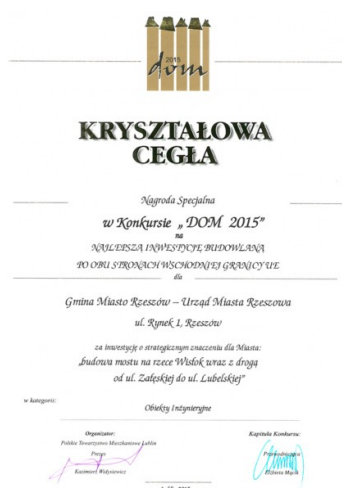 2015
dom
KRYSZTAŁOWA
CEGŁA
Nagroda Specjalna
w Konkursie „DOM 2015”
na
NAJLEPSZĄ INWESTYCJĘ BUDOWLANĄ
PO OBU STRONACH WSCHODNIEJ GRANICY UE
dla
Gmina Miasto Rzeszów – Urząd Miasta Rzeszowa
ul. Rynek 1, Rzeszów
za inwestycję o strategicznym znaczeniu dla Miasta:
„budowa mostu na rzece Wisłok wraz z drogą
od ul. Załęskiej do ul. Lubelskiej”
w kategorii:
Obiekty Inżynieryjne
Organizator: Kapituła Konkursu:
Polskie Towarzystwo Mieszkaniowe Lublin Przewodnicząca
Prezes
Kazimierz Elżbieta
2015